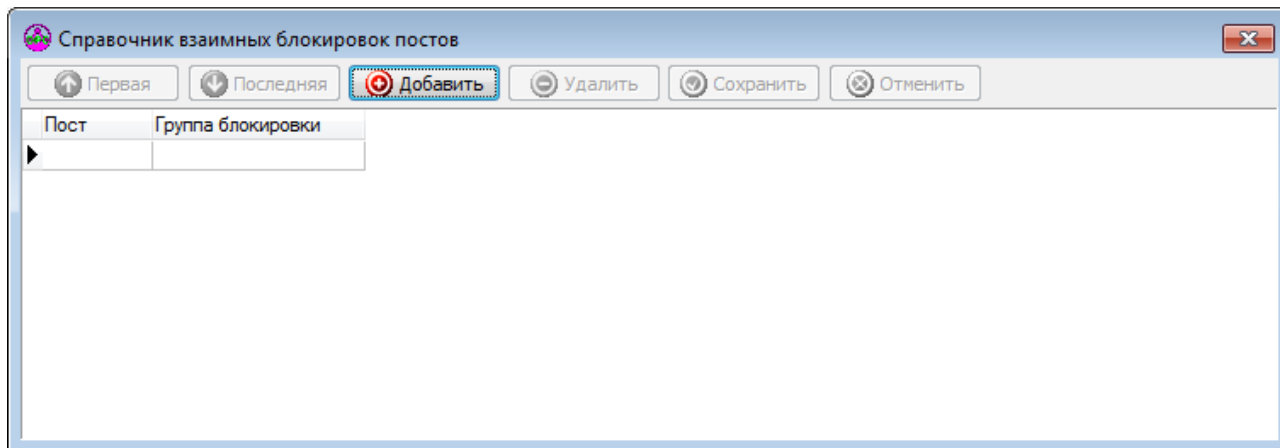 Справочник взаимных блокировок постов
Первая Последняя Добавить Удалить Сохранить Отменить
Пост Группа блокировки